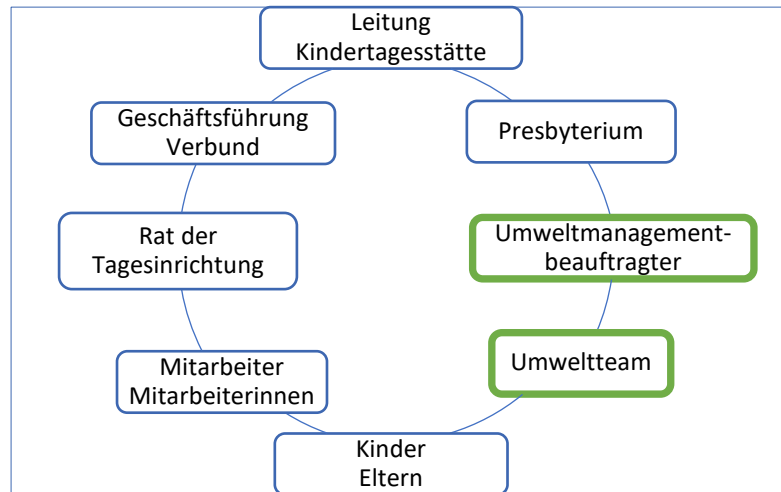 Leitung
Kindertagesstätte
Geschäftsführung
Verbund
Presbyterium
Rat der
Tagesinrichtung
Umweltmanagement-
beauftragter
Mitarbeiter
Mitarbeiterinnen
Umweltteam
Kinder
Eltern